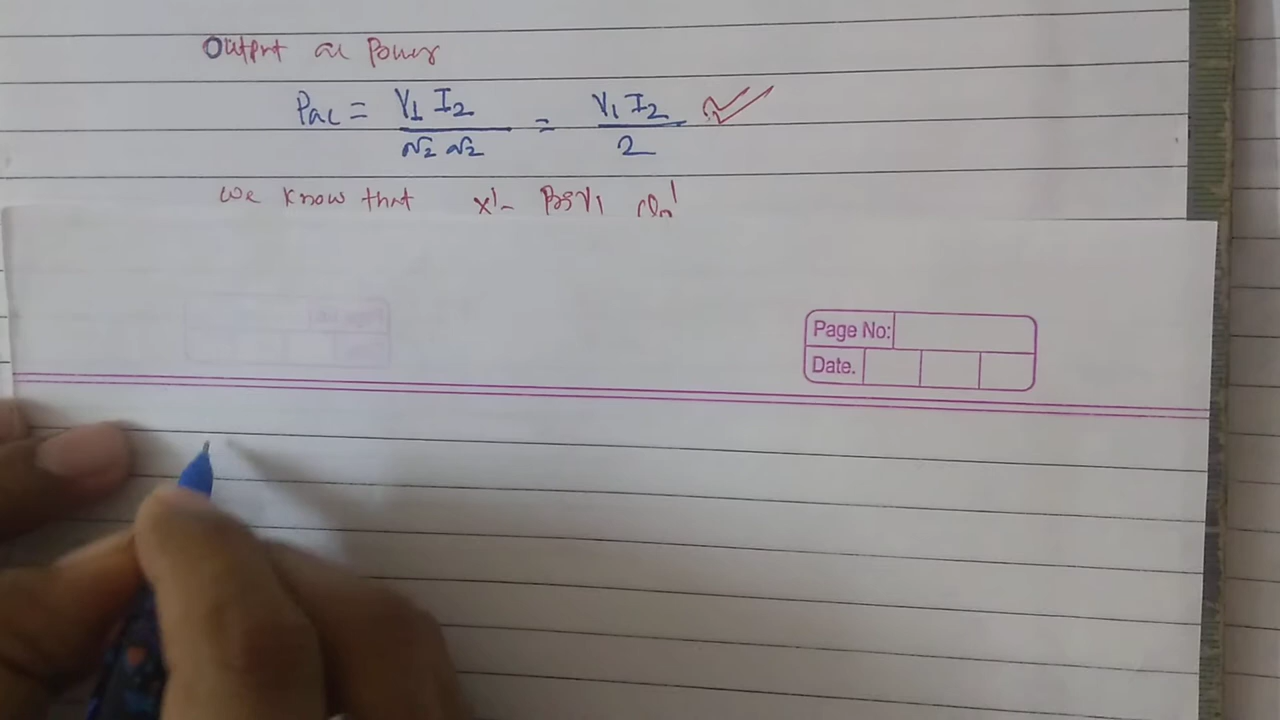 Output ac Power
Pac = V1 I2 / √2 √2 = V1 I2 / 2
we know that x' =
Page No:
Date.